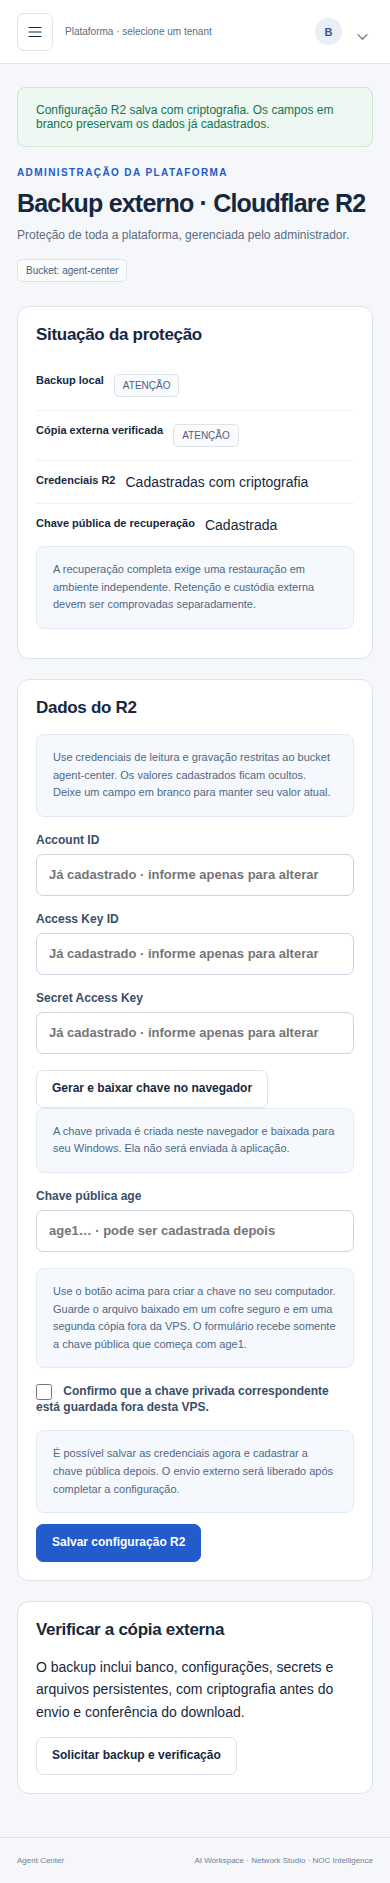 Plataforma · selecione um tenant
B
Configuração R2 salva com criptografia. Os campos em
branco preservam os dados já cadastrados.
ADMINISTRAÇÃO DA PLATAFORMA
Backup externo · Cloudflare R2
Proteção de toda a plataforma, gerenciada pelo administrador.
Bucket: agent-center
Situação da proteção
Backup local ATENÇÃO
Cópia externa verificada ATENÇÃO
Credenciais R2 Cadastradas com criptografia
Chave pública de recuperação Cadastrada
A recuperação completa exige uma restauração em
ambiente independente. Retenção e custódia externa
devem ser comprovadas separadamente.
Dados do R2
Use credenciais de leitura e gravação restritas ao bucket
agent-center. Os valores cadastrados ficam ocultos.
Deixe um campo em branco para manter seu valor atual.
Account ID
Já cadastrado · informe apenas para alterar
Access Key ID
Já cadastrado · informe apenas para alterar
Secret Access Key
Já cadastrado · informe apenas para alterar
Gerar e baixar chave no navegador
A chave privada é criada neste navegador e baixada para
seu Windows. Ela não será enviada à aplicação.
Chave pública age
age1… · pode ser cadastrada depois
Use o botão acima para criar a chave no seu computador.
Guarde o arquivo baixado em um cofre seguro e em uma
segunda cópia fora da VPS. O formulário recebe somente
a chave pública que começa com age1.
Confirmo que a chave privada correspondente
está guardada fora desta VPS.
É possível salvar as credenciais agora e cadastrar a
chave pública depois. O envio externo será liberado após
completar a configuração.
Salvar configuração R2
Verificar a cópia externa
O backup inclui banco, configurações, secrets e
arquivos persistentes, com criptografia antes do
envio e conferência do download.
Solicitar backup e verificação
Agent Center
AI Workspace · Network Studio · NOC Intelligence